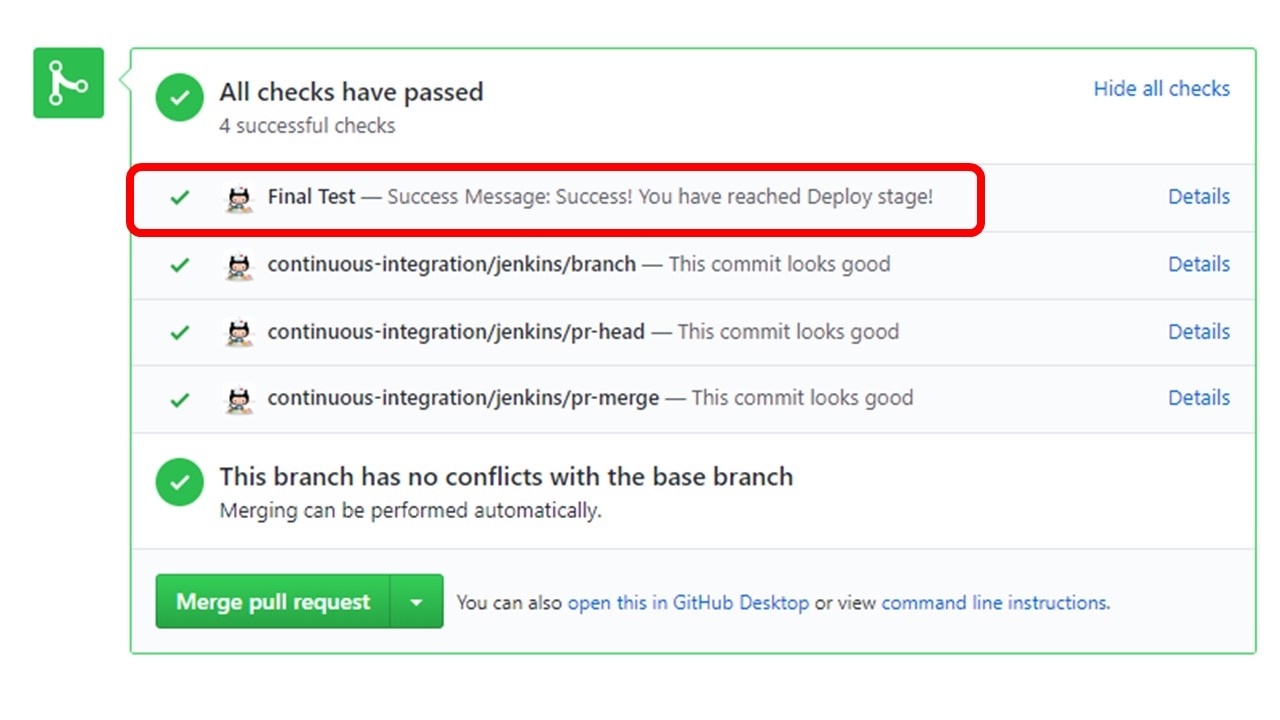 All checks have passed
Hide all checks
4 successful checks
Final Test — Success Message: Success! You have reached Deploy stage!
Details
continuous-integration/jenkins/branch — This commit looks good
Details
continuous-integration/jenkins/pr-head — This commit looks good
Details
continuous-integration/jenkins/pr-merge — This commit looks good
Details
This branch has no conflicts with the base branch
Merging can be performed automatically.
Merge pull request
You can also open this in GitHub Desktop or view command line instructions.